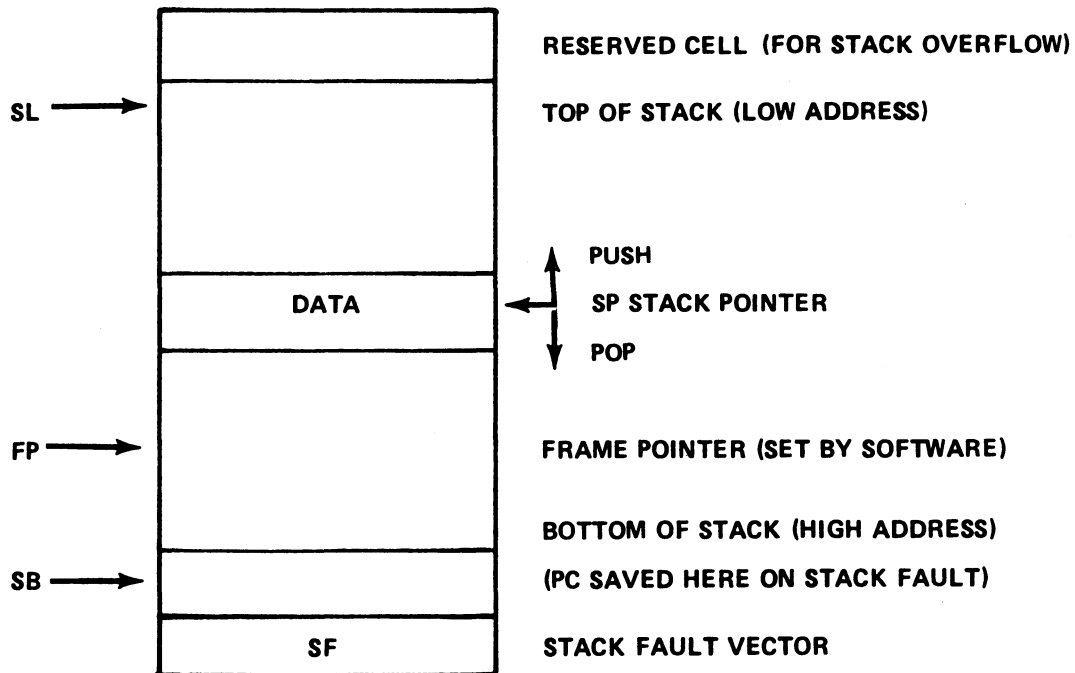 RESERVED CELL (FOR STACK OVERFLOW)
SL
TOP OF STACK (LOW ADDRESS)
PUSH
DATA
SP STACK POINTER
POP
FP
FRAME POINTER (SET BY SOFTWARE)
BOTTOM OF STACK (HIGH ADDRESS)
SB
(PC SAVED HERE ON STACK FAULT)
SF
STACK FAULT VECTOR